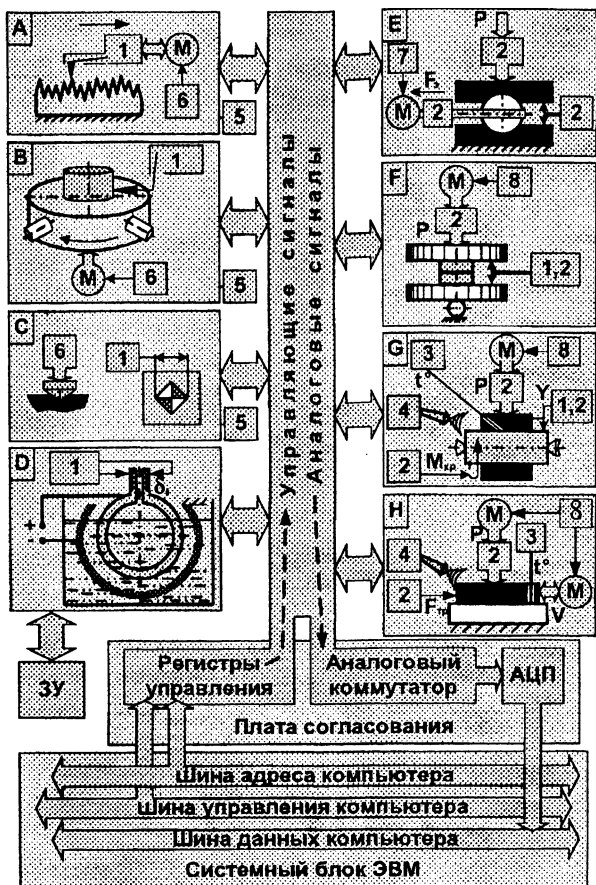 A
1
M
6
5
B
1
M
6
5
C
6
1
5
D
1
δ
+
-
ЗУ
Управляющие сигналы
Аналоговые сигналы
E
P
2
7
M
2
2
F
M
8
P
2
1,2
G
3
M
8
t°
P
2
Y
1,2
4
2
Mкр
H
M
8
P
3
4
2
t°
2
Fтр
M
V
Регистры
управления
Аналоговый
коммутатор
АЦП
Плата согласования
Шина адреса компьютера
Шина управления компьютера
Шина данных компьютера
Системный блок ЭВМ